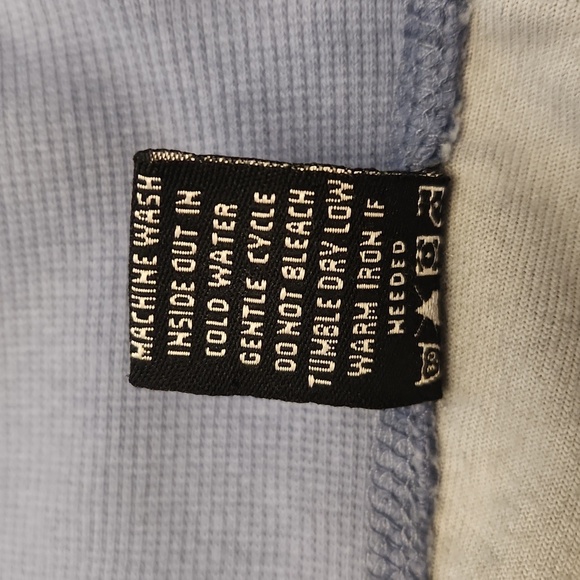 MACHINE WASH
INSIDE OUT IN
COLD WATER
GENTLE CYCLE
DO NOT BLEACH
TUMBLE DRY LOW
WARM IRON IF
NEEDED